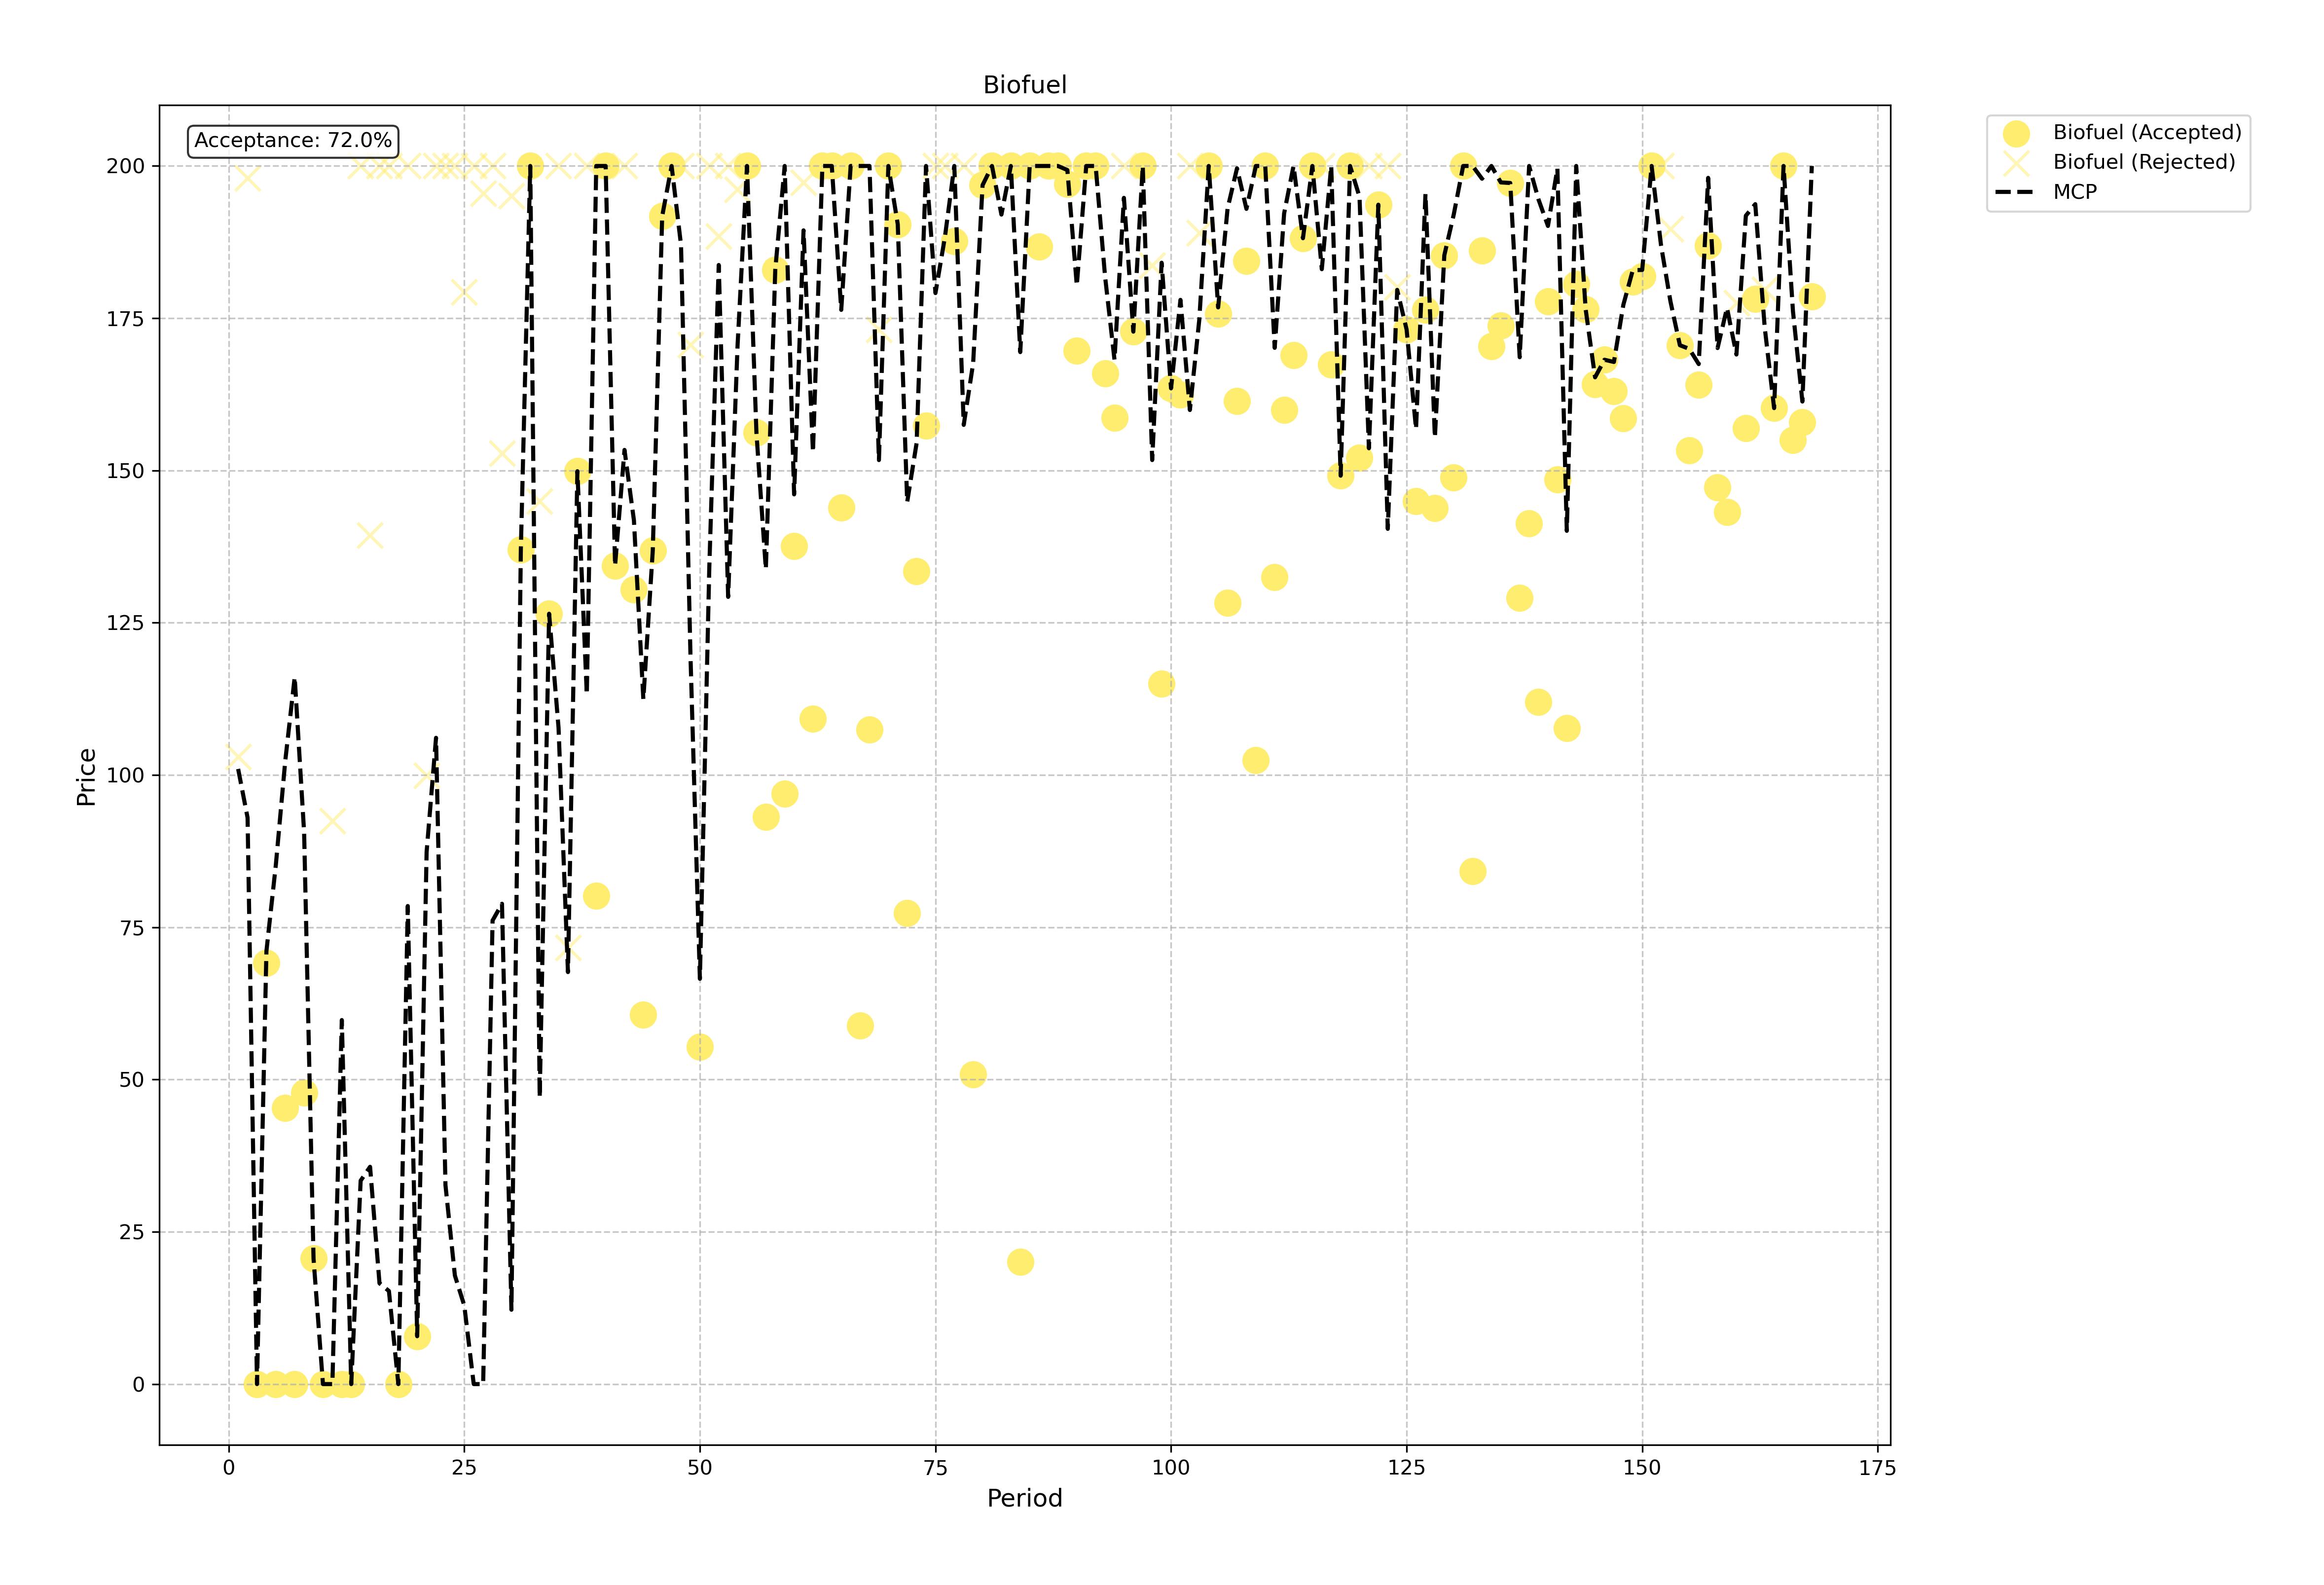 Biofuel
Acceptance: 72.0%
Biofuel (Accepted)
Biofuel (Rejected)
MCP
200
175
150
125
100
75
50
25
0
Price
0 25 50 75 100 125 150 175
Period